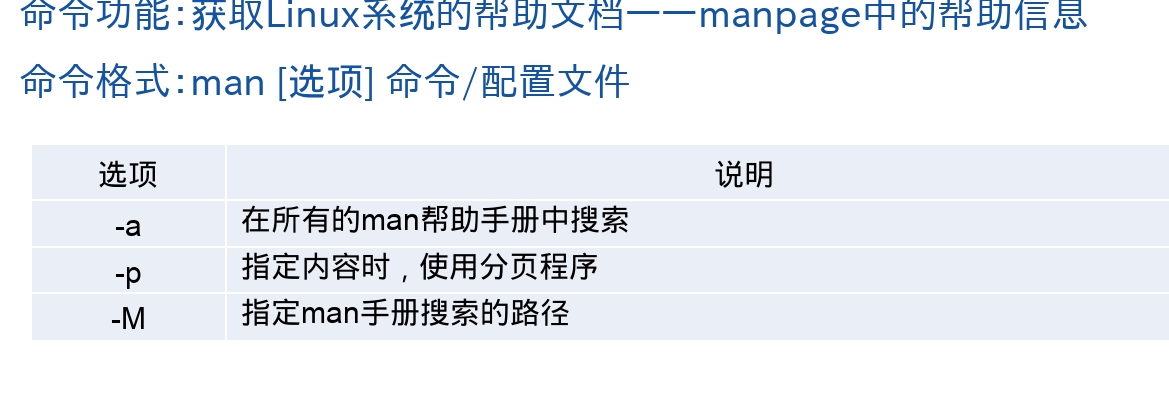 命令功能:获取Linux系统的帮助文档——manpage中的帮助信息
命令格式:man [选项] 命令/配置文件
选项 说明
-a 在所有的man帮助手册中搜索
-p 指定内容时，使用分页程序
-M 指定man手册搜索的路径